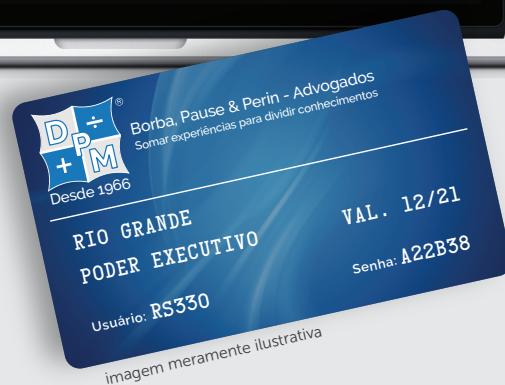 D ÷
P
+ M
®
Desde 1966
Borba, Pause & Perin - Advogados
Somar experiências para dividir conhecimentos
RIO GRANDE
PODER EXECUTIVO
VAL. 12/21
Usuário: RS330
Senha: A22B38
imagem meramente ilustrativa